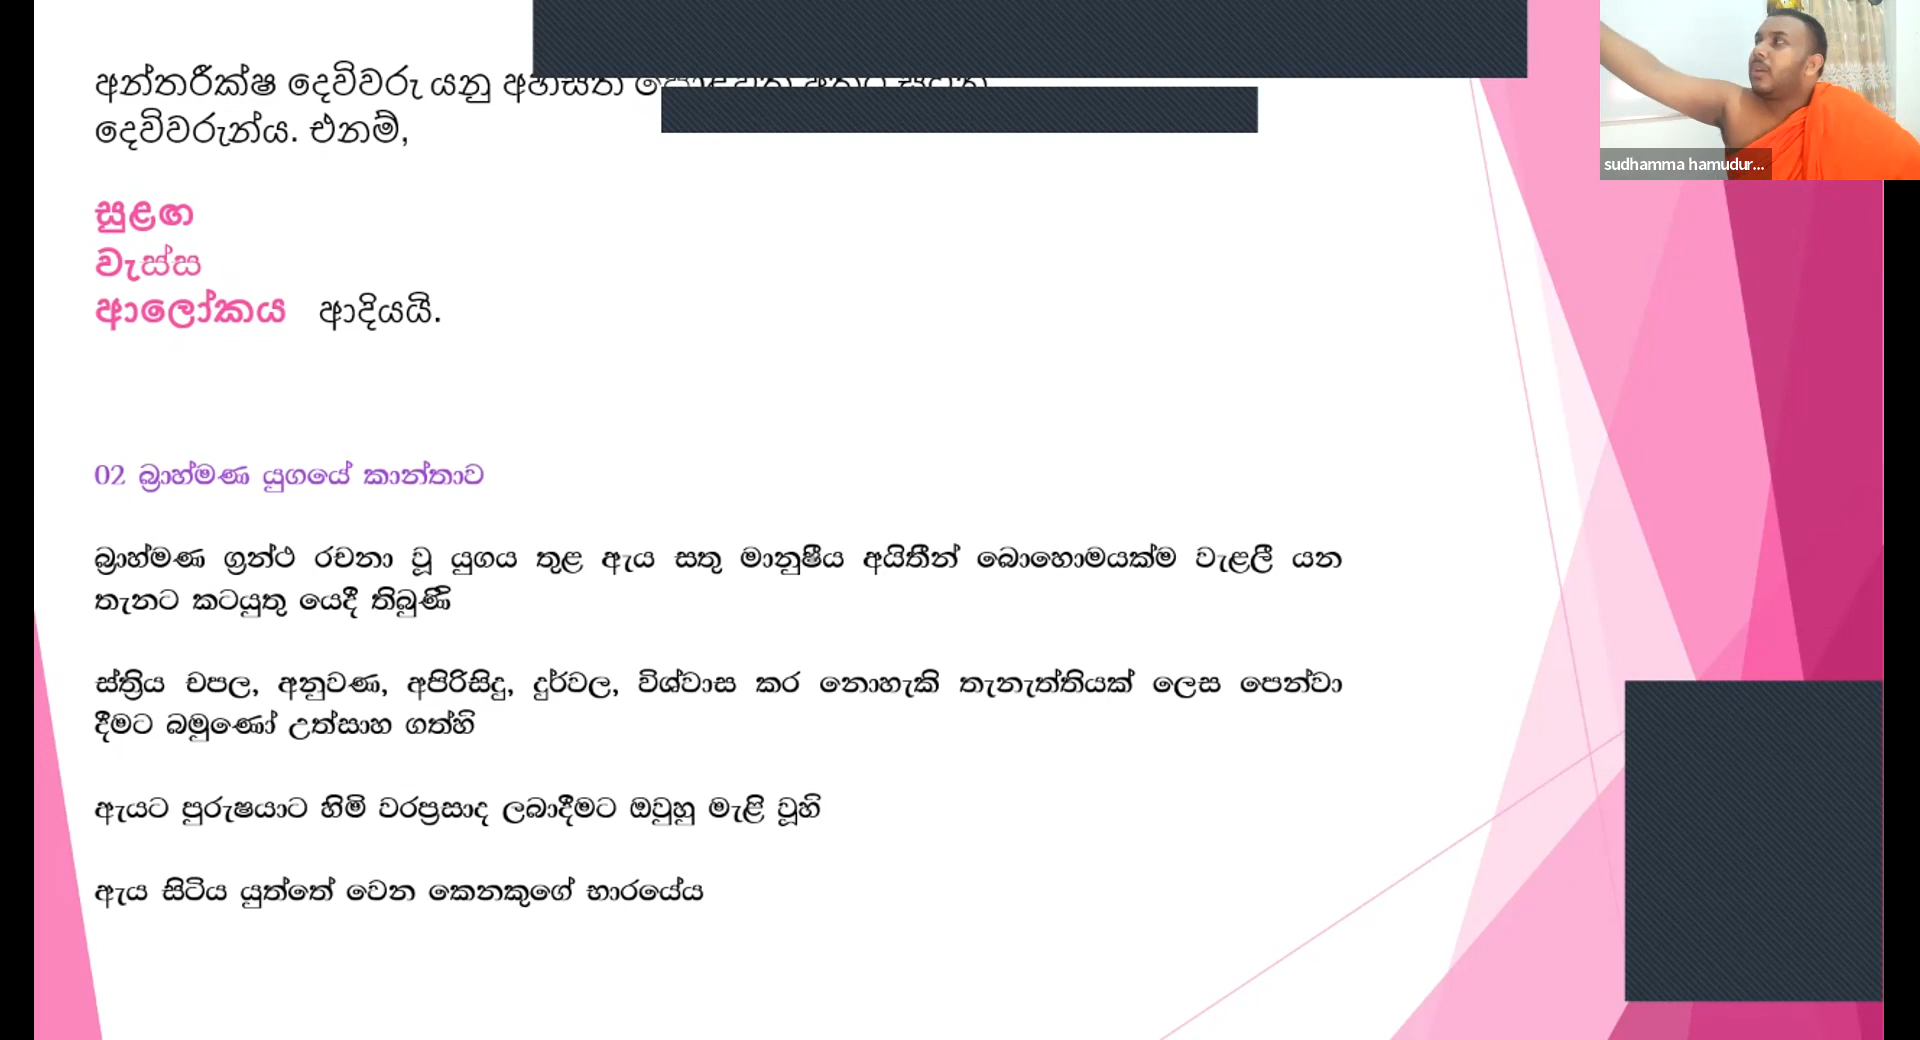 අන්තරීක්ෂ දෙවිවරු යනු අහසත්
දෙවිවරුන්ය. එනම්,
සුළඟ
වැස්ස
ආලෝකය ආදියයි.
02 බ්‍රාහ්මණ යුගයේ කාන්තාව
බ්‍රාහ්මණ ග්‍රන්ථ රචනා වූ යුගය තුළ ඇය සතු මානුෂීය අයිතීන් බොහොමයක්ම වැළලී යන
තැනට කටයුතු යෙදී තිබුණි
ස්ත්‍රිය චපල, අනුවණ, අපිරිසිදු, දුර්වල, විශ්වාස කර නොහැකි තැනැත්තියක් ලෙස පෙන්වා
දීමට බමුණෝ උත්සාහ ගත්හි
ඇයට පුරුෂයාට හිමි වරප්‍රසාද ලබාදීමට ඔවුහු මැළි වූහි
ඇය සිටිය යුත්තේ වෙන කෙනකුගේ භාරයේය
sudhamma hamudur...